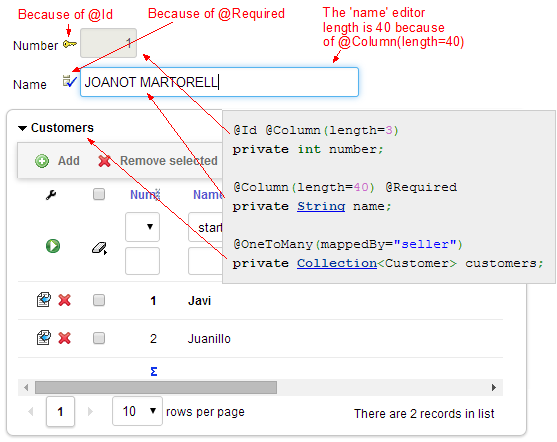 Because of @Id
Because of @Required
The 'name' editor
length is 40 because
of @Column(length=40)
Number
1
Name
JOANOT MARTORELL
Customers
@Id @Column(length=3)
private int number;
@Column(length=40) @Required
private String name;
@OneToMany(mappedBy="seller")
private Collection<Customer> customers;
Add
Remove selected
Num
Name
star
1
Javi
2
Juanillo
Σ
1
10
rows per page
There are 2 records in list